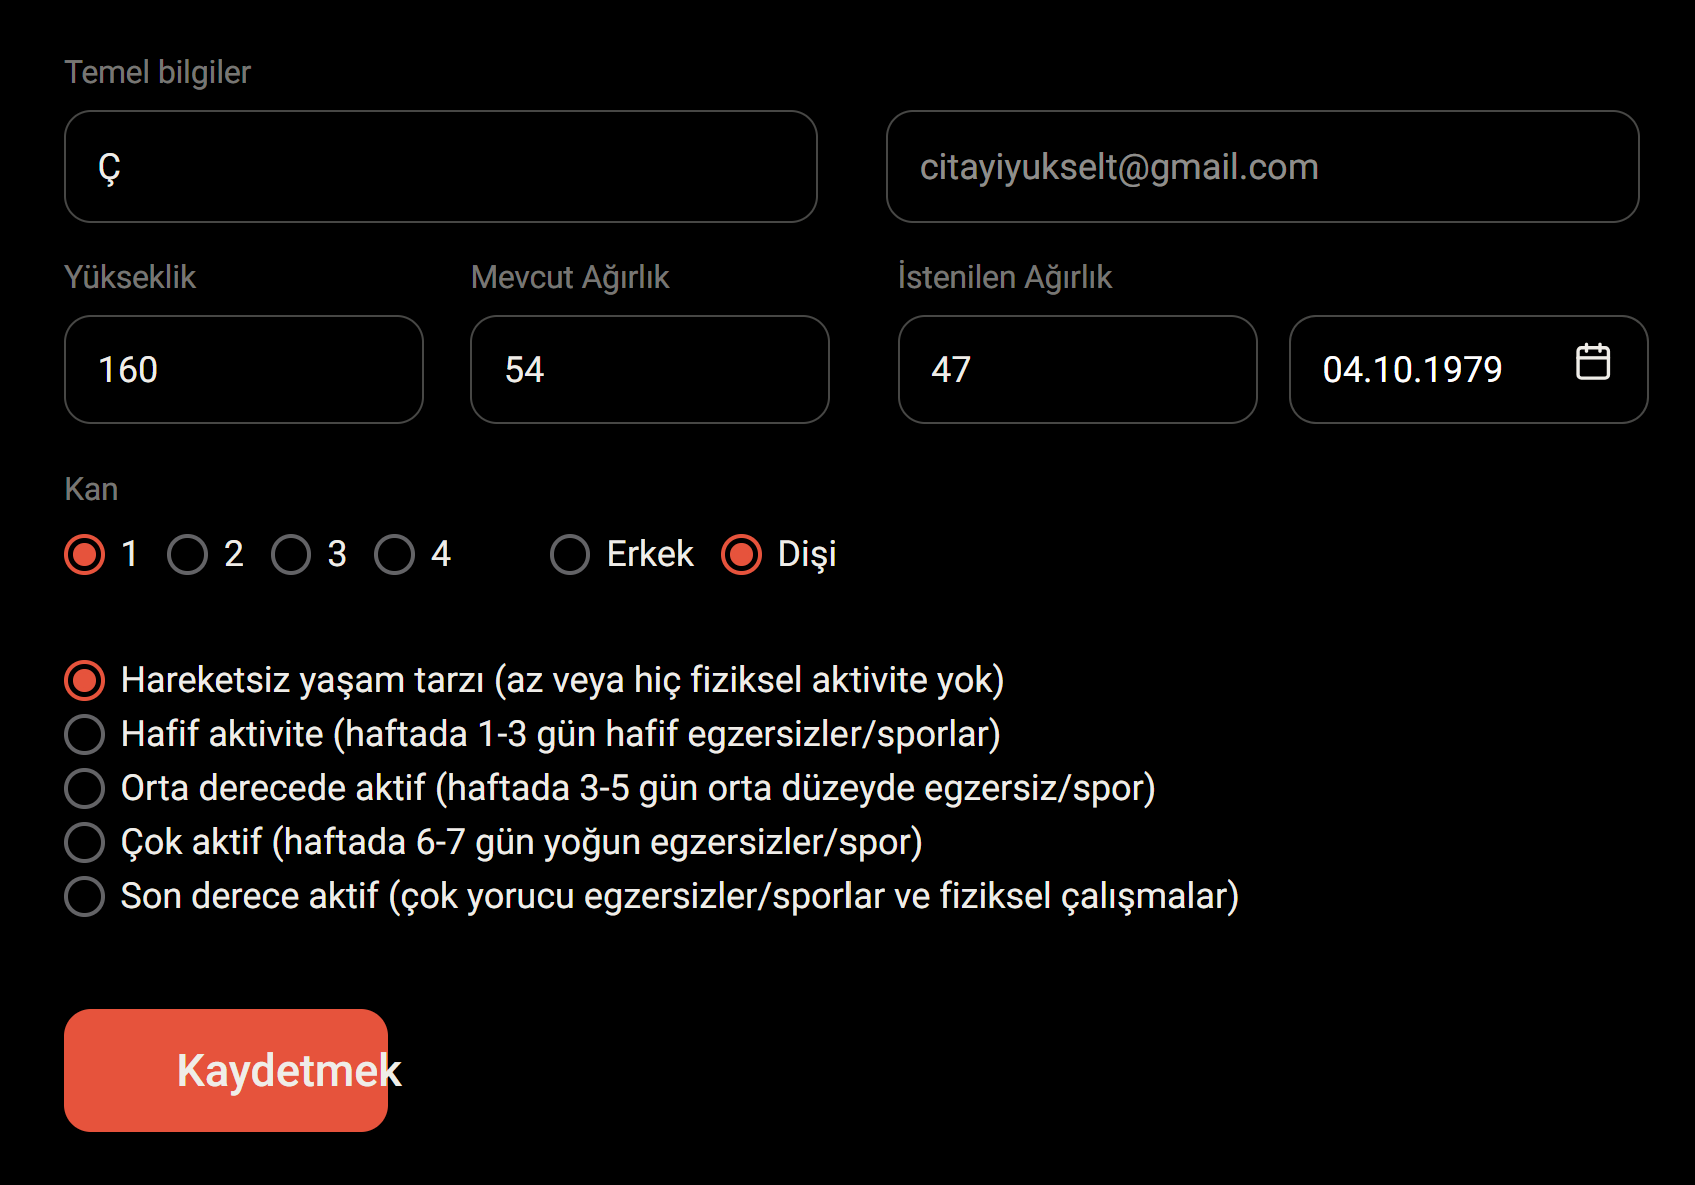 Temel bilgiler
Ç
citayiyukselt@gmail.com
Yükseklik
Mevcut Ağırlık
İstenilen Ağırlık
160
54
47
04.10.1979
Kan
1 2 3 4 Erkek Dişi
Hareketsiz yaşam tarzı (az veya hiç fiziksel aktivite yok)
Hafif aktivite (haftada 1-3 gün hafif egzersizler/sporlar)
Orta derecede aktif (haftada 3-5 gün orta düzeyde egzersiz/spor)
Çok aktif (haftada 6-7 gün yoğun egzersizler/spor)
Son derece aktif (çok yorucu egzersizler/sporlar ve fiziksel çalışmalar)
Kaydetmek